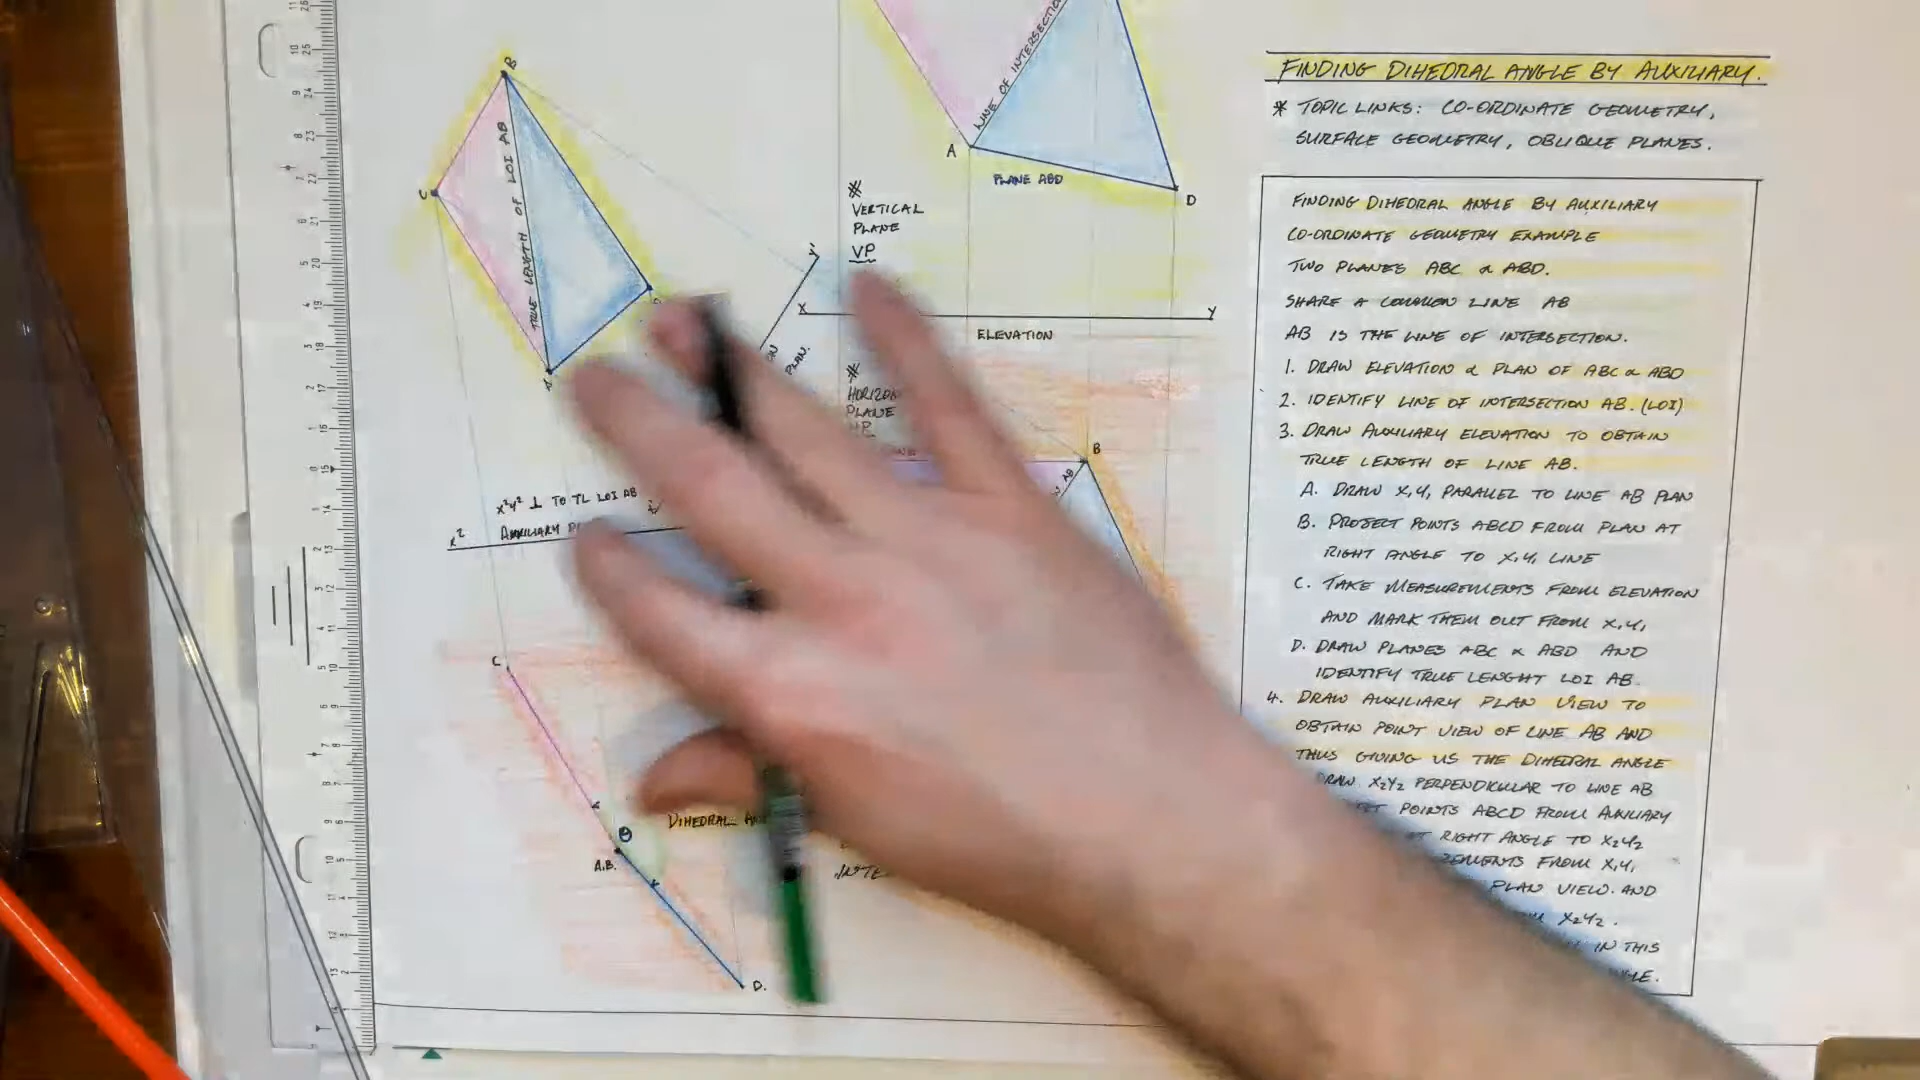 FINDING DIHEDRAL ANGLE BY AUXILIARY.
* TOPIC LINKS: CO-ORDINATE GEOMETRY,
SURFACE GEOMETRY, OBLIQUE PLANES.
FINDING DIHEDRAL ANGLE BY AUXILIARY
CO-ORDINATE GEOMETRY EXAMPLE
TWO PLANES ABC & ABD.
SHARE A COMMON LINE AB
AB IS THE LINE OF INTERSECTION.
1. DRAW ELEVATION & PLAN OF ABC & ABD
2. IDENTIFY LINE OF INTERSECTION AB. (LOI)
3. DRAW AUXILIARY ELEVATION TO OBTAIN
TRUE LENGTH OF LINE AB.
A. DRAW X,Y, PARALLEL TO LINE AB PLAN
B. PROJECT POINTS ABCD FROM PLAN AT
RIGHT ANGLE TO X,Y, LINE
C. TAKE MEASUREMENTS FROM ELEVATION
AND MARK THEM OUT FROM X,Y,
D. DRAW PLANES ABC & ABD AND
IDENTIFY TRUE LENGHT LOI AB.
4. DRAW AUXILIARY PLAN VIEW TO
OBTAIN POINT VIEW OF LINE AB AND
THUS GIVING US THE DIHEDRAL ANGLE
X₂Y₂ PERPENDICULAR TO LINE AB
POINTS ABCD FROM AUXILIARY
RIGHT ANGLE TO X₂Y₂
FROM X,Y,
PLAN VIEW. AND
X₂Y₂.
IN THIS
B
C
TRUE LENGTH OF LOI AB
A
LINE OF INTERSECTION
A
PLANE ABD
D
#
VERTICAL
PLANE
VP
Y'
X
Y
ELEVATION
PLAN.
#
PLANE
HP
B
AB
X²Y² ⊥ TO TL LOI AB
X²
AUXILIARY
C
θ
A.B.
DIHEDRAL
D.